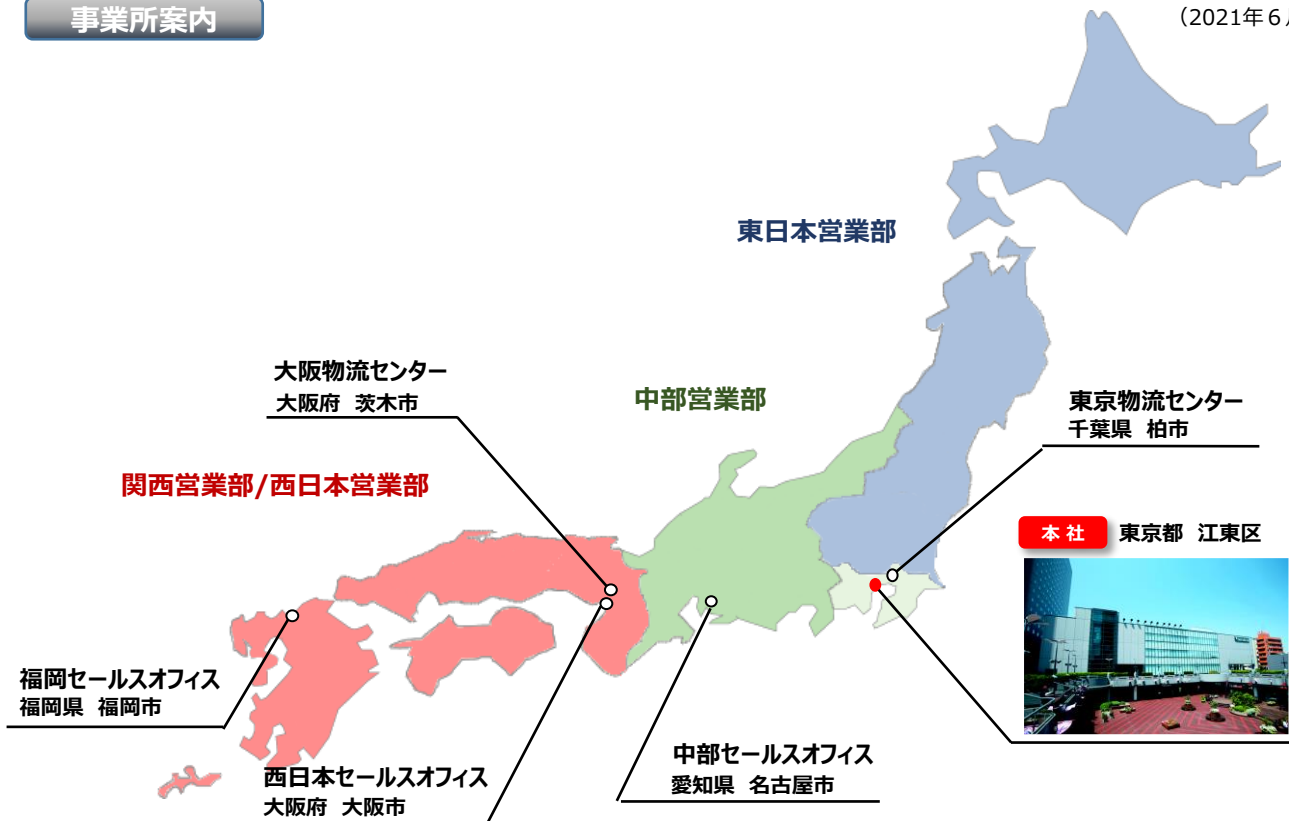 事業所案内
（2021年６
東日本営業部
大阪物流センター
大阪府 茨木市
中部営業部
東京物流センター
千葉県 柏市
関西営業部/西日本営業部
本 社 東京都 江東区
福岡セールスオフィス
福岡県 福岡市
中部セールスオフィス
愛知県 名古屋市
西日本セールスオフィス
大阪府 大阪市